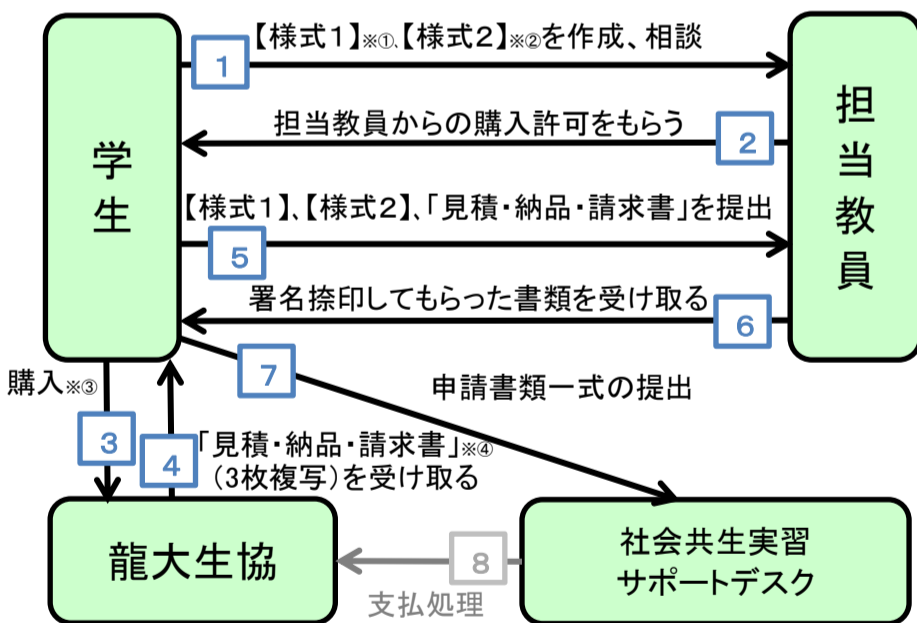 【様式1】※①、【様式2】※②を作成、相談
1
担当教員からの購入許可をもらう
2
学生
担当教員
【様式1】、【様式2】、「見積・納品・請求書」を提出
5
署名捺印してもらった書類を受け取る
6
7
購入※③
申請書類一式の提出
3
4
「見積・納品・請求書」※④
(3枚複写)を受け取る
龍大生協
8
支払処理
社会共生実習
サポートデスク